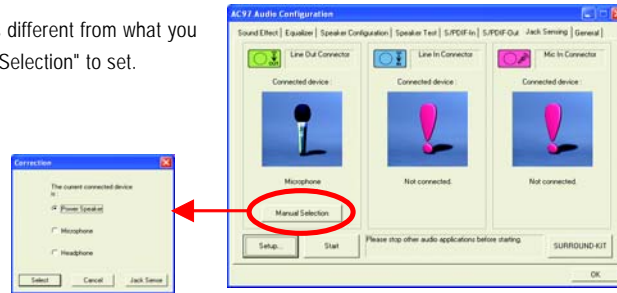 different from what you
Selection" to set.
AC97 Audio Configuration
Sound Effect Equalizer Speaker Configuration Speaker Test S/PDIF-In S/PDIF-Out Jack Sensing General
OUT Line Out Connector
IN Line In Connector
Mic In Connector
Connected device :
Connected device :
Connected device :
Microphone
Not connected.
Not connected.
Manual Selection
Setup... Start Please stop other audio applications before starting. SURROUND-KIT
OK
Correction
The current connected device
is :
Power Speaker
Microphone
Headphone
Select Cancel Jack Sense